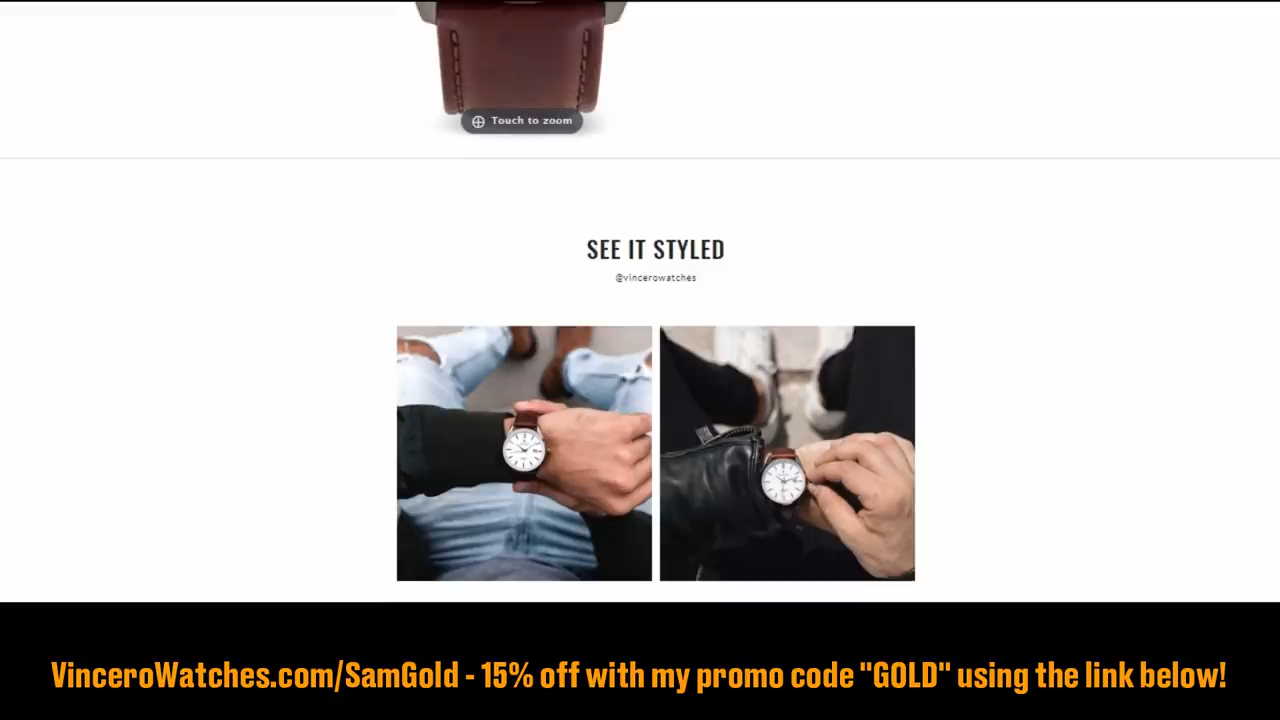 Touch to zoom
SEE IT STYLED
@vincerowatches
VinceroWatches.com/SamGold - 15% off with my promo code "GOLD" using the link below!